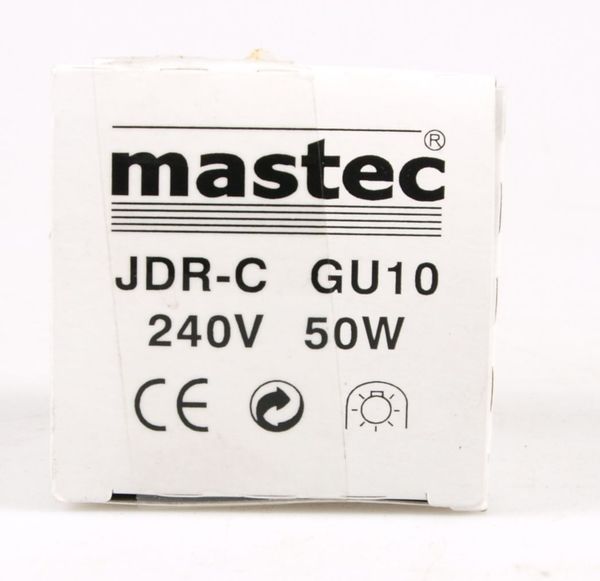 mastec®
JDR-C GU10
240V 50W
CE